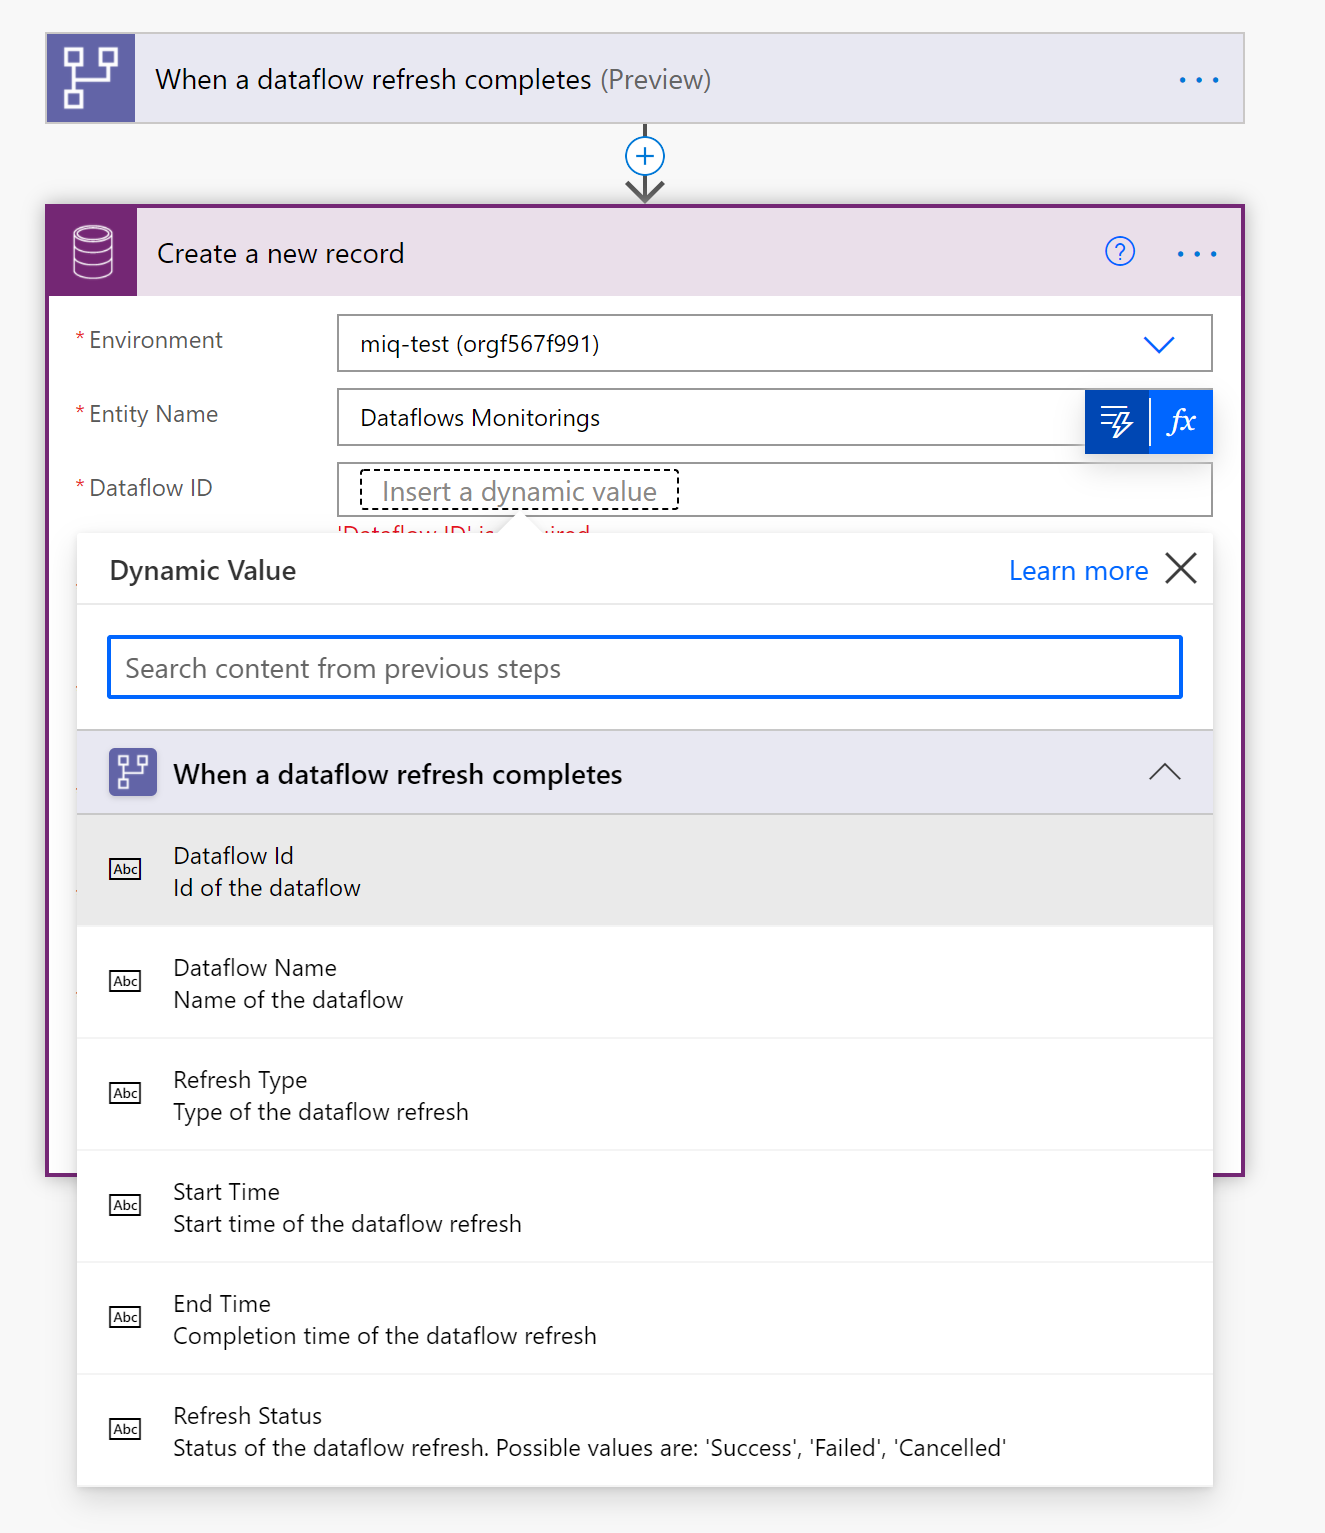 When a dataflow refresh completes (Preview)
Create a new record
* Environment
miq-test (orgf567f991)
* Entity Name
Dataflows Monitorings
fx
* Dataflow ID
Insert a dynamic value
'Dataflow ID' is required
Dynamic Value
Learn more
Search content from previous steps
When a dataflow refresh completes
Abc
Dataflow Id
Id of the dataflow
Abc
Dataflow Name
Name of the dataflow
Abc
Refresh Type
Type of the dataflow refresh
Abc
Start Time
Start time of the dataflow refresh
Abc
End Time
Completion time of the dataflow refresh
Abc
Refresh Status
Status of the dataflow refresh. Possible values are: 'Success', 'Failed', 'Cancelled'